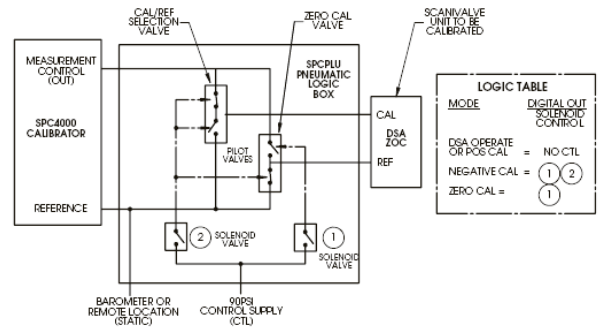 CAL/REF
SELECTION
VALVE
ZERO CAL
VALVE
SCANIVALVE
UNIT TO BE
CALIBRATED
MEASUREMENT
CONTROL
(OUT)
SPC4000
CALIBRATOR
REFERENCE
SPCPLU
PNEUMATIC
LOGIC
BOX
PILOT
VALVES
CAL
REF
DSA
ZOC
2
SOLENOID
VALVE
1
SOLENOID
VALVE
BAROMETER OR
REMOTE LOCATION
(STATIC)
90PSI
CONTROL SUPPLY
(CTL)
LOGIC TABLE
MODE DIGITAL OUT
SOLENOID
CONTROL
DSA OPERATE
OR POS CAL = NO CTL
NEGATIVE CAL = 1 2
ZERO CAL = 1